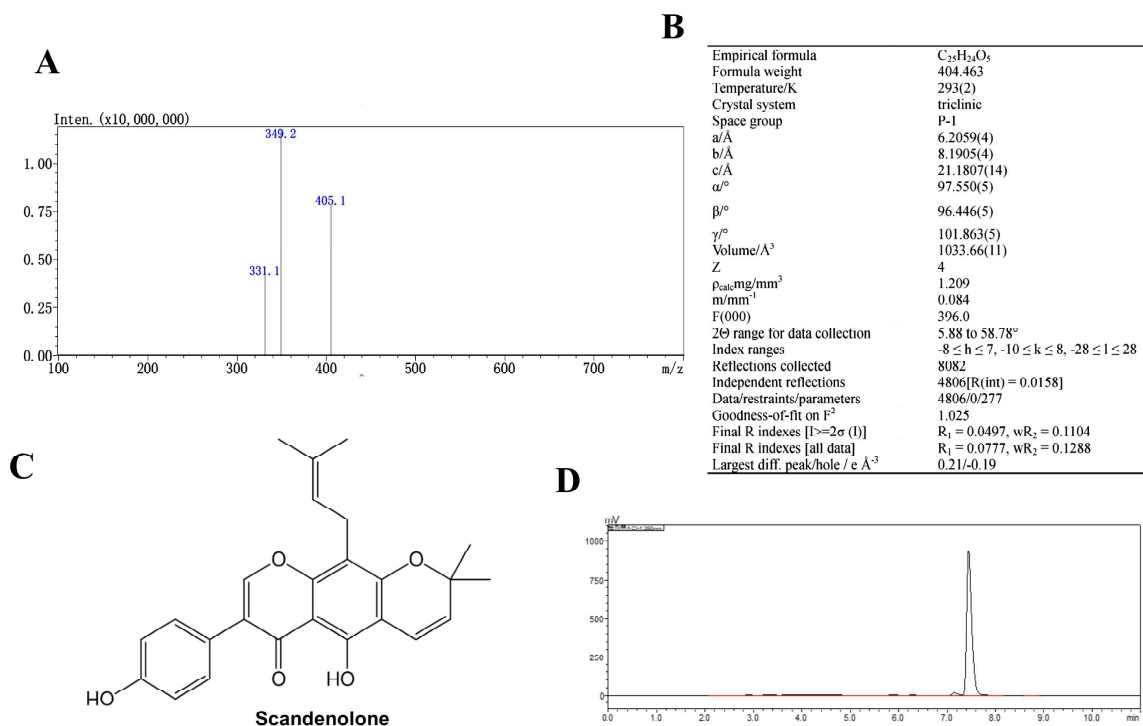 A
Inten. (x10,000,000)
349.2
1.00
405.1
0.75
0.50
331.1
0.25
0.00
100 200 300 400 500 600 700 m/z
B
Empirical formula C₂₅H₂₄O₅
Formula weight 404.463
Temperature/K 293(2)
Crystal system triclinic
Space group P-1
a/Å 6.2059(4)
b/Å 8.1905(4)
c/Å 21.1807(14)
α/° 97.550(5)
β/° 96.446(5)
γ/° 101.863(5)
Volume/Å³ 1033.66(11)
Z 4
ρcalcmg/mm³ 1.209
m/mm⁻¹ 0.084
F(000) 396.0
2Θ range for data collection 5.88 to 58.78°
Index ranges -8 ≤ h ≤ 7, -10 ≤ k ≤ 8, -28 ≤ l ≤ 28
Reflections collected 8082
Independent reflections 4806[R(int) = 0.0158]
Data/restraints/parameters 4806/0/277
Goodness-of-fit on F² 1.025
Final R indexes [I>=2σ (I)] R₁ = 0.0497, wR₂ = 0.1104
Final R indexes [all data] R₁ = 0.0777, wR₂ = 0.1288
Largest diff. peak/hole / e Å⁻³ 0.21/-0.19
C
O O
HO O HO
Scandenolone
D
mV
1000
750
500
250
0
0.0 1.0 2.0 3.0 4.0 5.0 6.0 7.0 8.0 9.0 10.0 min